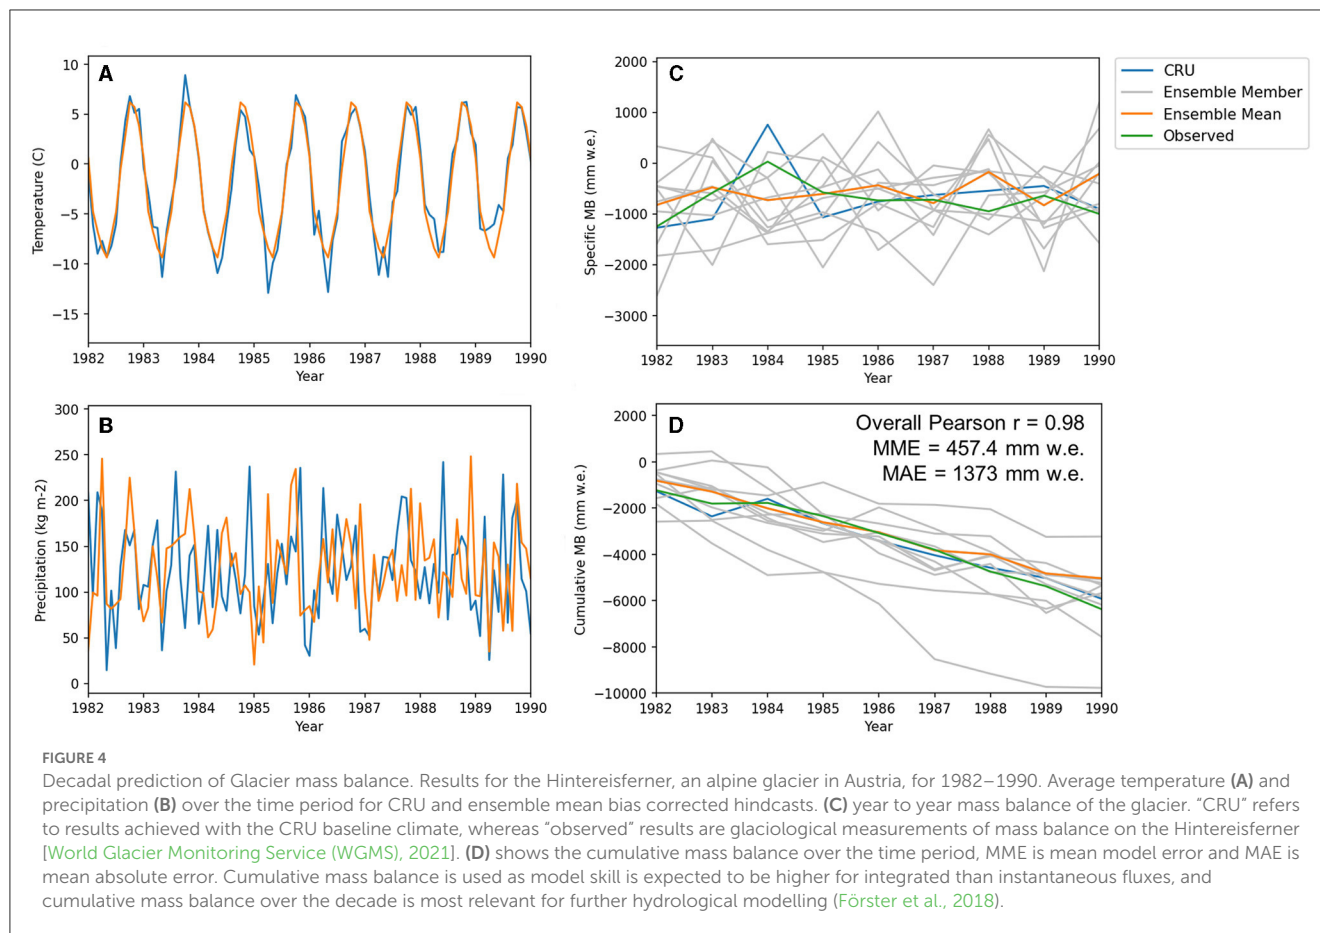 A
10
5
0
−5
−10
−15
Temperature (C)
1982 1983 1984 1985 1986 1987 1988 1989 1990
Year
C
2000
1000
0
−1000
−2000
−3000
Specific MB (mm w.e.)
1982 1983 1984 1985 1986 1987 1988 1989 1990
Year
CRU
Ensemble Member
Ensemble Mean
Observed
B
300
250
200
150
100
50
0
Precipitation (kg m-2)
1982 1983 1984 1985 1986 1987 1988 1989 1990
Year
D
Overall Pearson r = 0.98
MME = 457.4 mm w.e.
MAE = 1373 mm w.e.
2000
0
−2000
−4000
−6000
−8000
−10000
Cumulative MB (mm w.e.)
1982 1983 1984 1985 1986 1987 1988 1989 1990
Year
FIGURE 4
Decadal prediction of Glacier mass balance. Results for the Hintereisferner, an alpine glacier in Austria, for 1982–1990. Average temperature (A) and
precipitation (B) over the time period for CRU and ensemble mean bias corrected hindcasts. (C) year to year mass balance of the glacier. “CRU” refers
to results achieved with the CRU baseline climate, whereas “observed” results are glaciological measurements of mass balance on the Hintereisferner
[World Glacier Monitoring Service (WGMS), 2021]. (D) shows the cumulative mass balance over the time period, MME is mean model error and MAE is
mean absolute error. Cumulative mass balance is used as model skill is expected to be higher for integrated than instantaneous fluxes, and
cumulative mass balance over the decade is most relevant for further hydrological modelling (Förster et al., 2018).